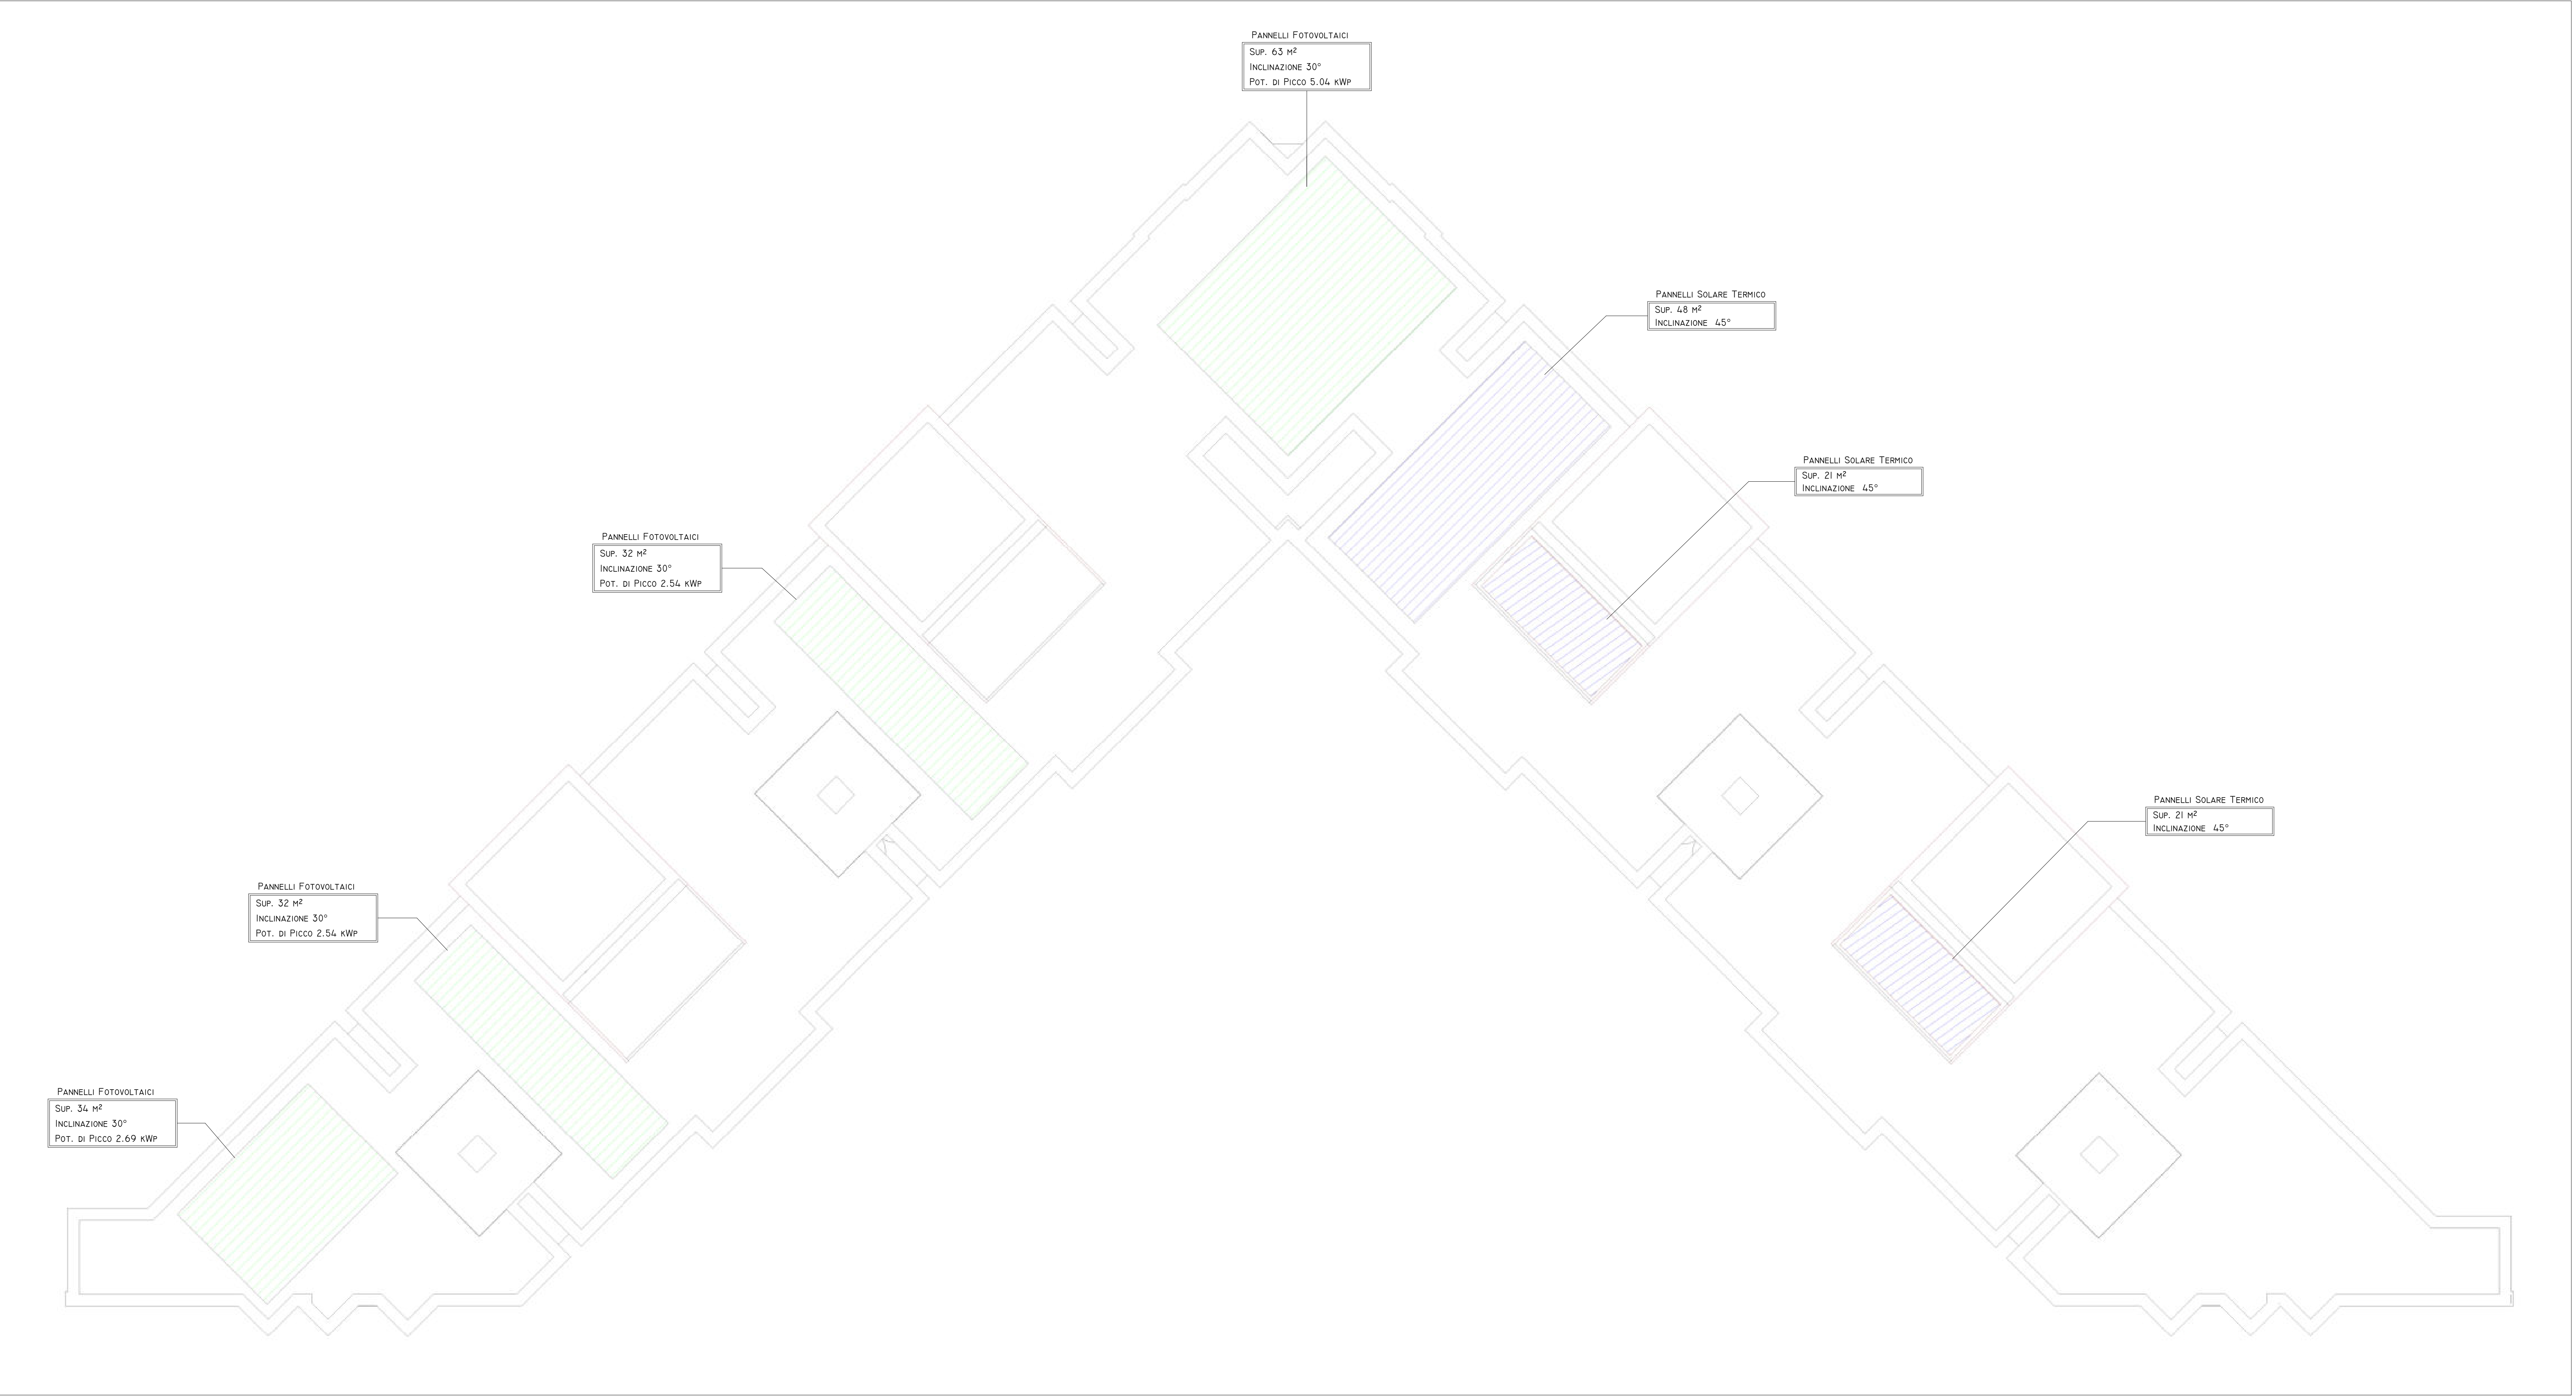 Pannelli Fotovoltaici
Sup. 63 m²
Inclinazione 30°
Pot. di Picco 5.04 kWp
Pannelli Solare Termico
Sup. 48 m²
Inclinazione 45°
Pannelli Solare Termico
Sup. 21 m²
Inclinazione 45°
Pannelli Fotovoltaici
Sup. 32 m²
Inclinazione 30°
Pot. di Picco 2.54 kWp
Pannelli Solare Termico
Sup. 21 m²
Inclinazione 45°
Pannelli Fotovoltaici
Sup. 32 m²
Inclinazione 30°
Pot. di Picco 2.54 kWp
Pannelli Fotovoltaici
Sup. 34 m²
Inclinazione 30°
Pot. di Picco 2.69 kWp